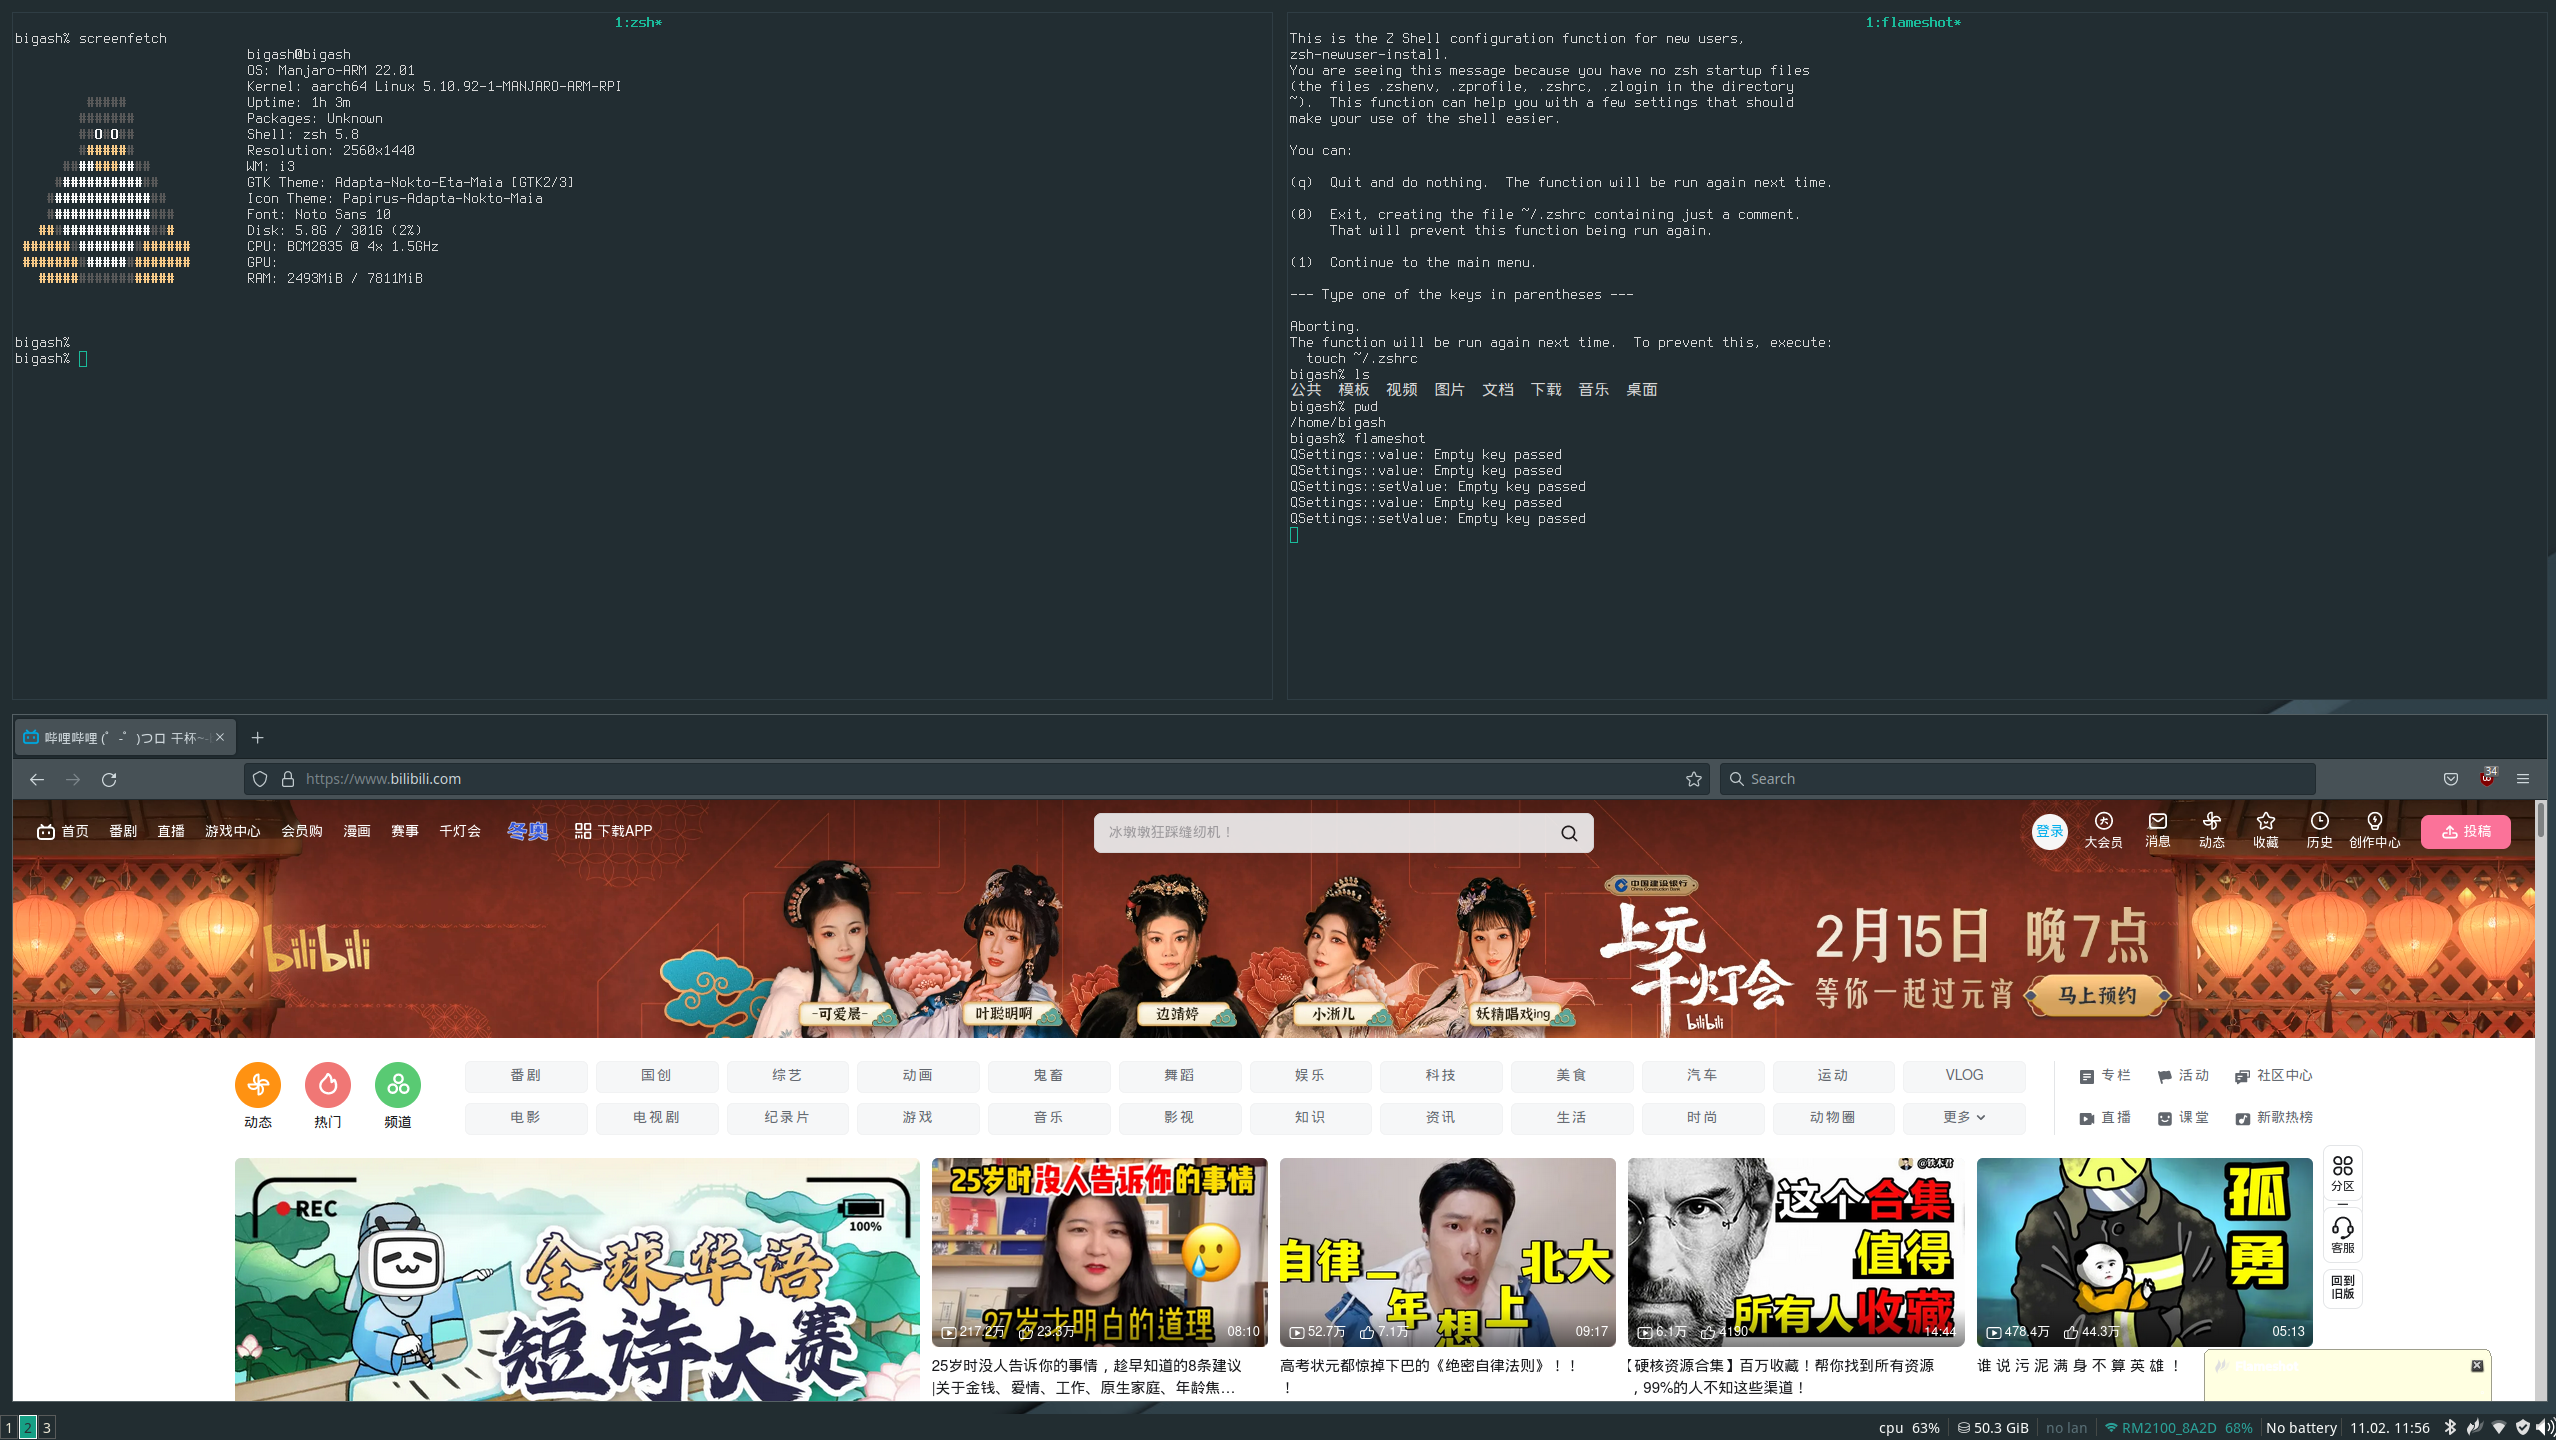 1:zsh*
bigash% screenfetch
bigash@bigash
OS: Manjaro-ARM 22.01
Kernel: aarch64 Linux 5.10.92-1-MANJARO-ARM-RPI
Uptime: 1h 3m
Packages: Unknown
Shell: zsh 5.8
Resolution: 2560x1440
WM: i3
GTK Theme: Adapta-Nokto-Eta-Maia [GTK2/3]
Icon Theme: Papirus-Adapta-Nokto-Maia
Font: Noto Sans 10
Disk: 5.8G / 301G (2%)
CPU: BCM2835 @ 4x 1.5GHz
GPU:
RAM: 2493MiB / 7811MiB
bigash%
bigash%
1:flameshot*
This is the Z Shell configuration function for new users,
zsh-newuser-install.
You are seeing this message because you have no zsh startup files
(the files .zshenv, .zprofile, .zshrc, .zlogin in the directory
~).  This function can help you with a few settings that should
make your use of the shell easier.
You can:
(q)  Quit and do nothing.  The function will be run again next time.
(0)  Exit, creating the file ~/.zshrc containing just a comment.
That will prevent this function being run again.
(1)  Continue to the main menu.
--- Type one of the keys in parentheses ---
Aborting.
The function will be run again next time.  To prevent this, execute:
touch ~/.zshrc
bigash% ls
公共 模板 视频 图片 文档 下载 音乐 桌面
bigash% pwd
/home/bigash
bigash% flameshot
QSettings::value: Empty key passed
QSettings::value: Empty key passed
QSettings::setValue: Empty key passed
QSettings::value: Empty key passed
QSettings::setValue: Empty key passed
哔哩哔哩 (゜-゜)つロ 干杯~-
https://www.bilibili.com
Search
34
首页 番剧 直播 游戏中心 会员购 漫画 赛事 千灯会 冬奥 下载APP
冰墩墩狂踩缝纫机！
登录 大会员 消息 动态 收藏 历史 创作中心 投稿
bilibili
-可爱晨- 叶聪明啊 边靖婷 小浙儿 妖精唱戏ing
中国建设银行
China Construction Bank
上元
千灯会
bilibili
2月15日 晚7点
等你一起过元宵
马上预约
动态 热门 频道
番剧 国创 综艺 动画 鬼畜 舞蹈 娱乐 科技 美食 汽车 运动 VLOG
电影 电视剧 纪录片 游戏 音乐 影视 知识 资讯 生活 时尚 动物圈 更多
专栏 活动 社区中心
直播 课堂 新歌热榜
REC
100%
全球华语
短诗大赛
25岁时没人告诉你的事情
27岁才明白的道理
217.2万 23.3万 08:10
25岁时没人告诉你的事情，趁早知道的8条建议
|关于金钱、爱情、工作、原生家庭、年龄焦…
自律一年想上北大
52.7万 7.1万 09:17
高考状元都惊掉下巴的《绝密自律法则》！！
！
这个合集
值得
所有人收藏
6.1万 4190 14:44
【硬核资源合集】百万收藏！帮你找到所有资源
，99%的人不知这些渠道！
孤勇
478.4万 44.3万 05:13
谁说污泥满身不算英雄！
分区
客服
回到
旧版
1 2 3
cpu 63% 50.3 GiB no lan RM2100_8A2D 68% No battery 11.02. 11:56